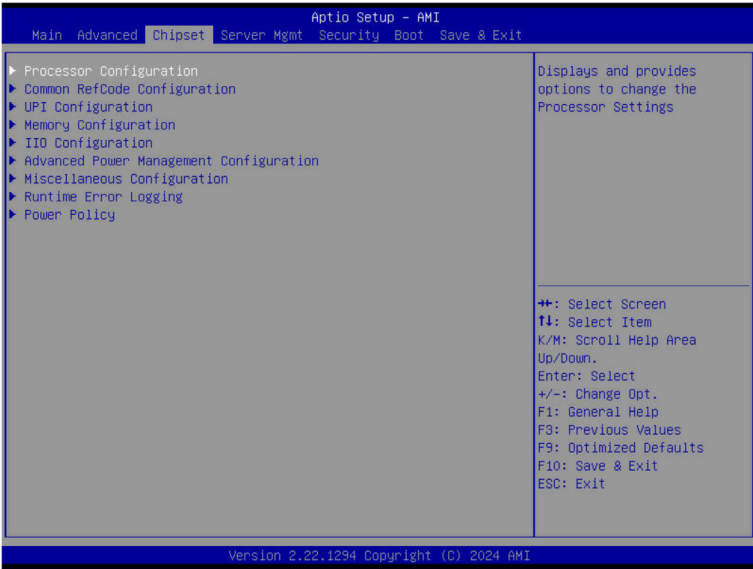 Aptio Setup - AMI
Main Advanced Chipset Server Mgmt Security Boot Save & Exit
Processor Configuration
Common RefCode Configuration
UPI Configuration
Memory Configuration
IIO Configuration
Advanced Power Management Configuration
Miscellaneous Configuration
Runtime Error Logging
Power Policy
Displays and provides
options to change the
Processor Settings
→←: Select Screen
↑↓: Select Item
K/M: Scroll Help Area
Up/Down.
Enter: Select
+/-: Change Opt.
F1: General Help
F3: Previous Values
F9: Optimized Defaults
F10: Save & Exit
ESC: Exit
Version 2.22.1294 Copyright (C) 2024 AMI